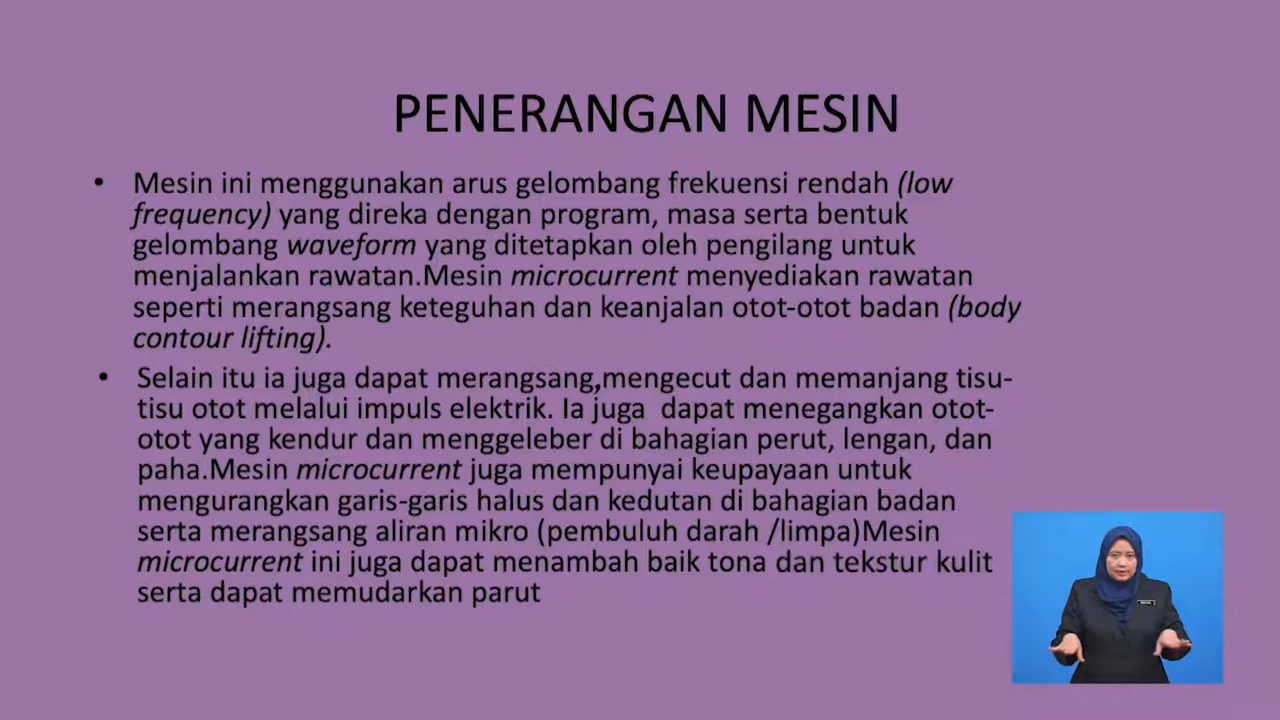 PENERANGAN MESIN
• Mesin ini menggunakan arus gelombang frekuensi rendah (low
frequency) yang direka dengan program, masa serta bentuk
gelombang waveform yang ditetapkan oleh pengilang untuk
menjalankan rawatan.Mesin microcurrent menyediakan rawatan
seperti merangsang keteguhan dan keanjalan otot-otot badan (body
contour lifting).
• Selain itu ia juga dapat merangsang,mengecut dan memanjang tisu-
tisu otot melalui impuls elektrik. Ia juga dapat menegangkan otot-
otot yang kendur dan menggeleber di bahagian perut, lengan, dan
paha.Mesin microcurrent juga mempunyai keupayaan untuk
mengurangkan garis-garis halus dan kedutan di bahagian badan
serta merangsang aliran mikro (pembuluh darah /limpa)Mesin
microcurrent ini juga dapat menambah baik tona dan tekstur kulit
serta dapat memudarkan parut